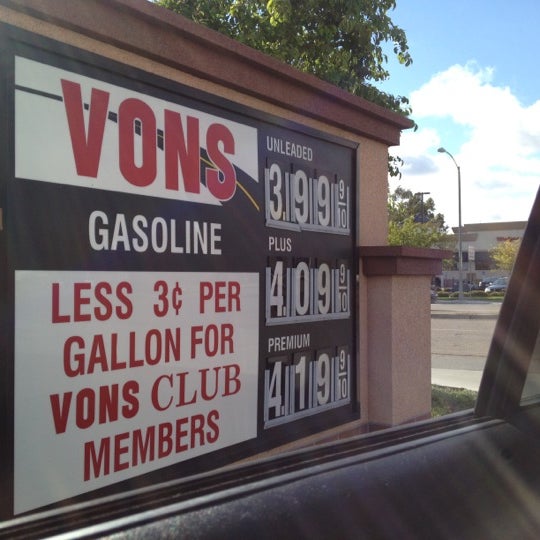 VONS
GASOLINE
LESS 3¢ PER
GALLON FOR
VONS CLUB
MEMBERS
UNLEADED
3.99 9/10
PLUS
4.09 9/10
PREMIUM
4.19 9/10